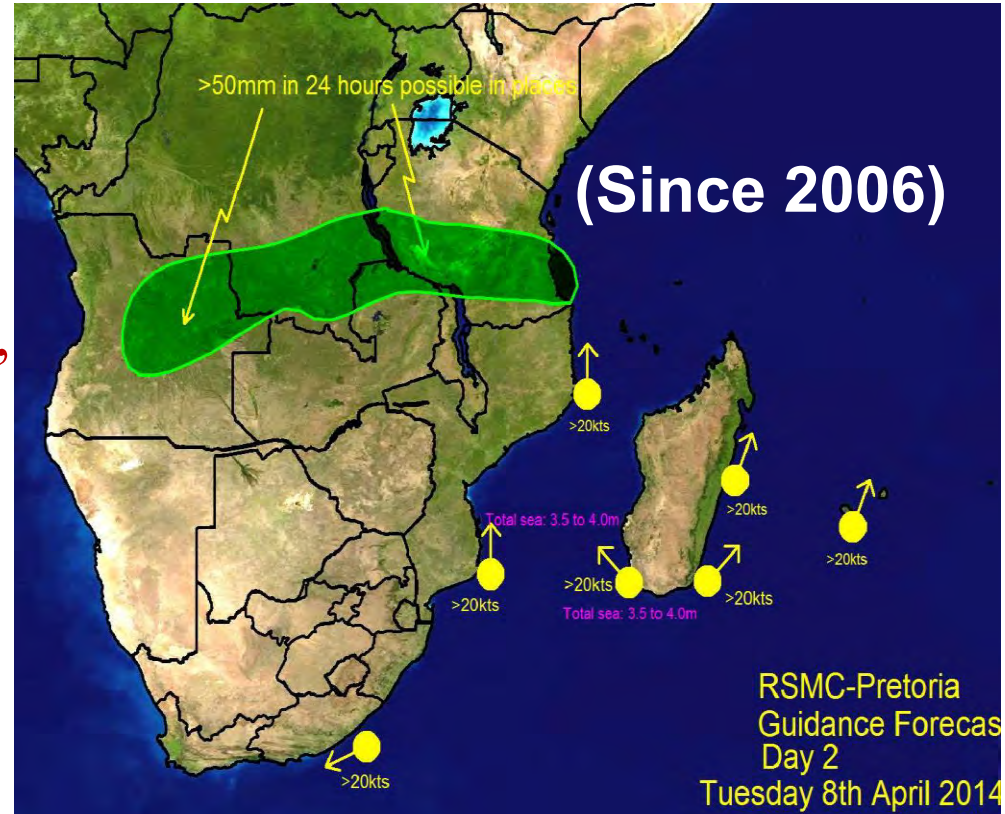 >50mm in 24 hours possible in places
(Since 2006)
,
>20kts
>20kts
>20kts
Total sea: 3.5 to 4.0m
>20kts
>20kts
>20kts
Total sea: 3.5 to 4.0m
>20kts
RSMC-Pretoria
Guidance Forecas
Day 2
Tuesday 8th April 2014